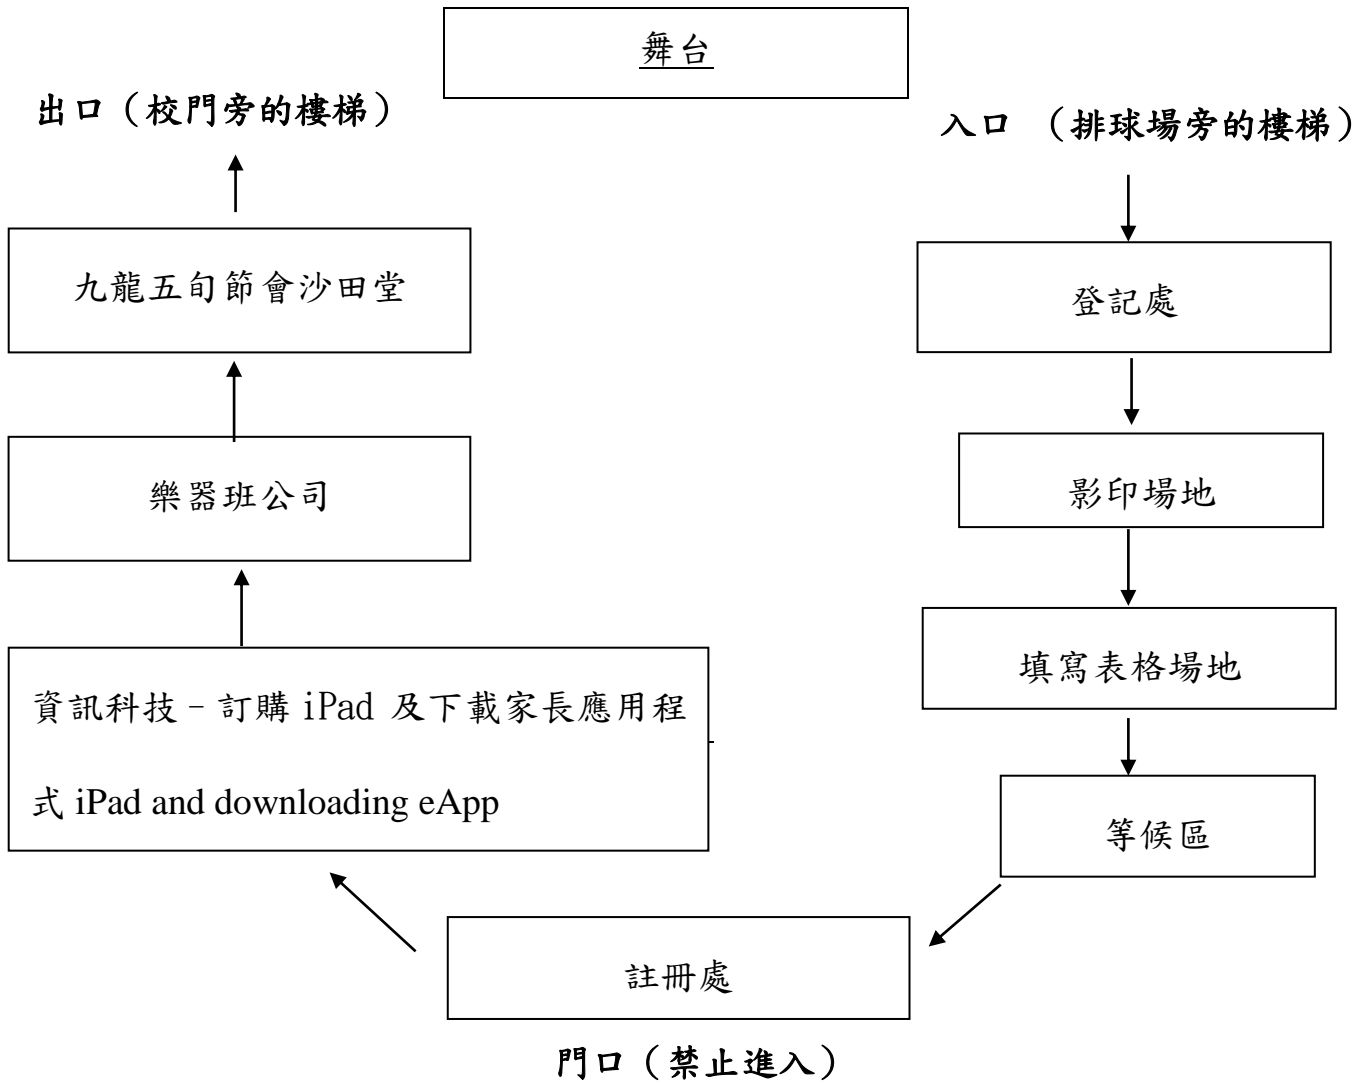 舞台
出口（校門旁的樓梯）
入口 （排球場旁的樓梯）
九龍五旬節會沙田堂
登記處
樂器班公司
影印場地
填寫表格場地
資訊科技–訂購 iPad 及下載家長應用程
式 iPad and downloading eApp
等候區
註冊處
門口（禁止進入）